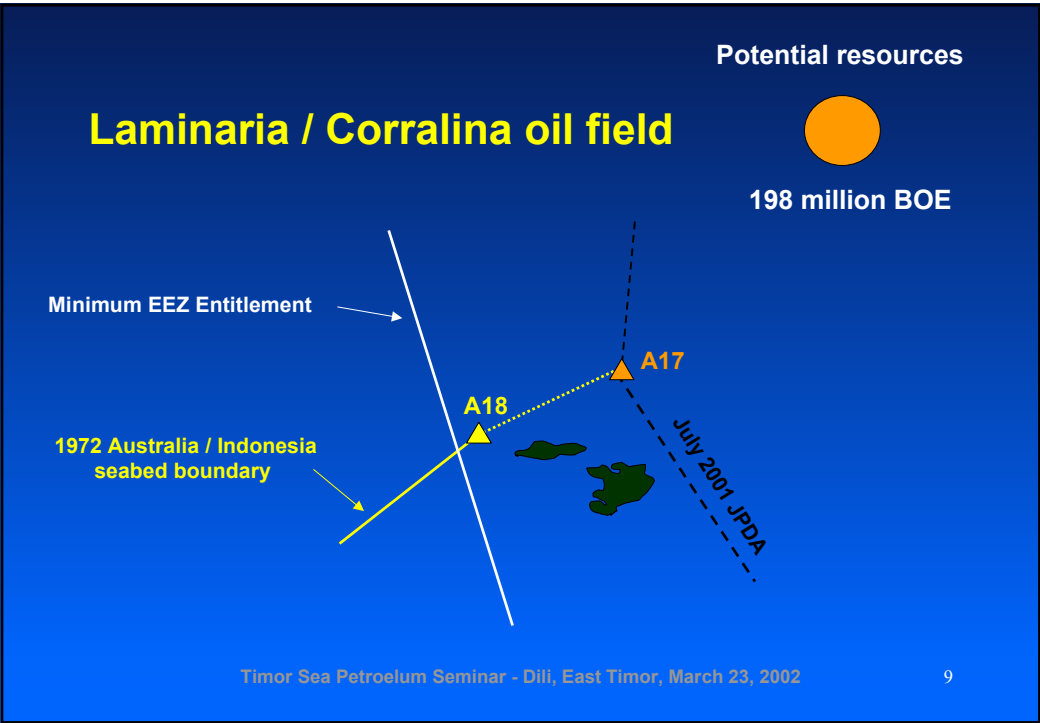 Potential resources
Laminaria / Corralina oil field
198 million BOE
Minimum EEZ Entitlement
A17
A18
1972 Australia / Indonesia
seabed boundary
July 2001 JPDA
Timor Sea Petroelum Seminar - Dili, East Timor, March 23, 2002
9